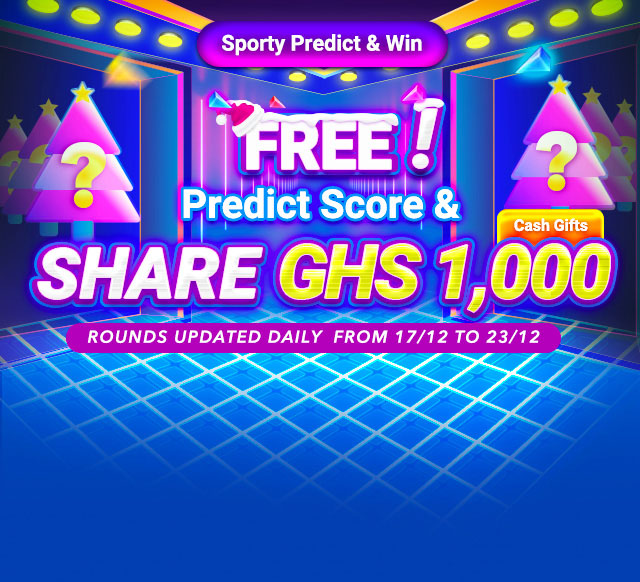 Sporty Predict & Win
FREE!
Predict Score &
Cash Gifts
SHARE GHS 1,000
ROUNDS UPDATED DAILY FROM 17/12 TO 23/12
?
?